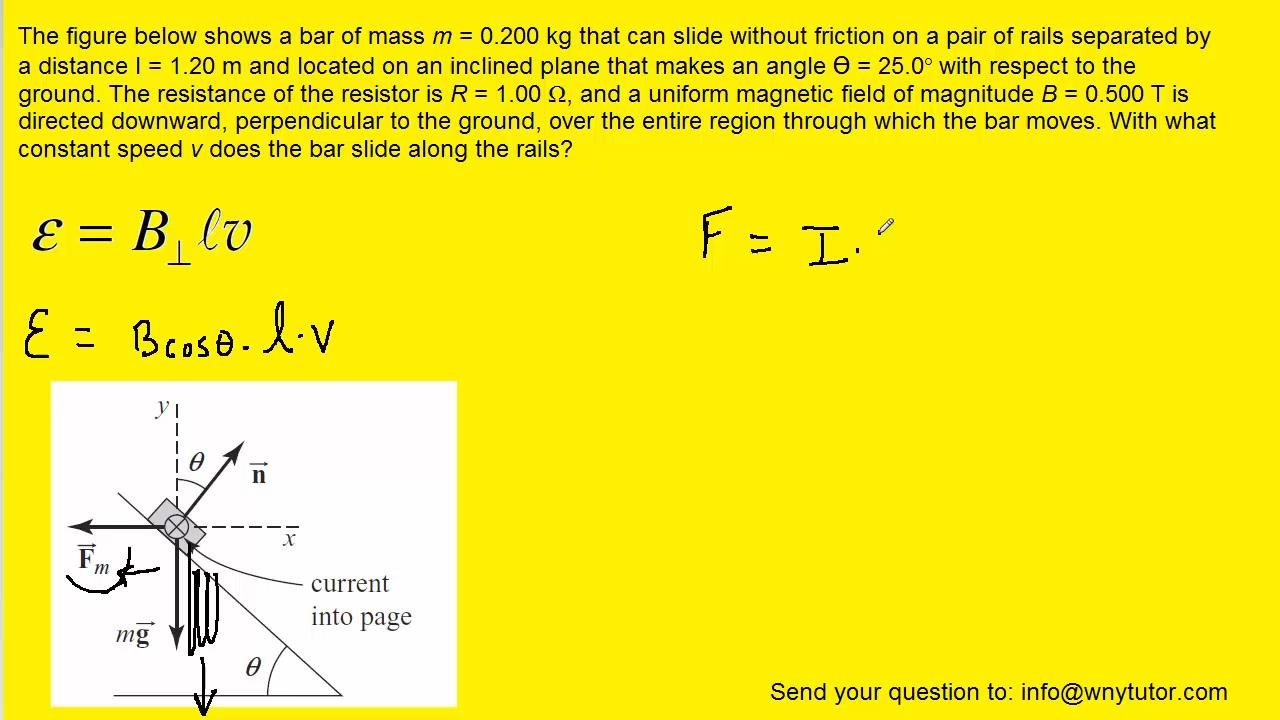 The figure below shows a bar of mass m = 0.200 kg that can slide without friction on a pair of rails separated by
a distance l = 1.20 m and located on an inclined plane that makes an angle Ɵ = 25.0° with respect to the
ground. The resistance of the resistor is R = 1.00 Ω, and a uniform magnetic field of magnitude B = 0.500 T is
directed downward, perpendicular to the ground, over the entire region through which the bar moves. With what
constant speed v does the bar slide along the rails?
ε = B⊥ℓv
F = I ·
Ɛ = B cosθ · l · v
y
θ
n⃗
x
F⃗m
current
into page
mg⃗
θ
Send your question to: info@wnytutor.com